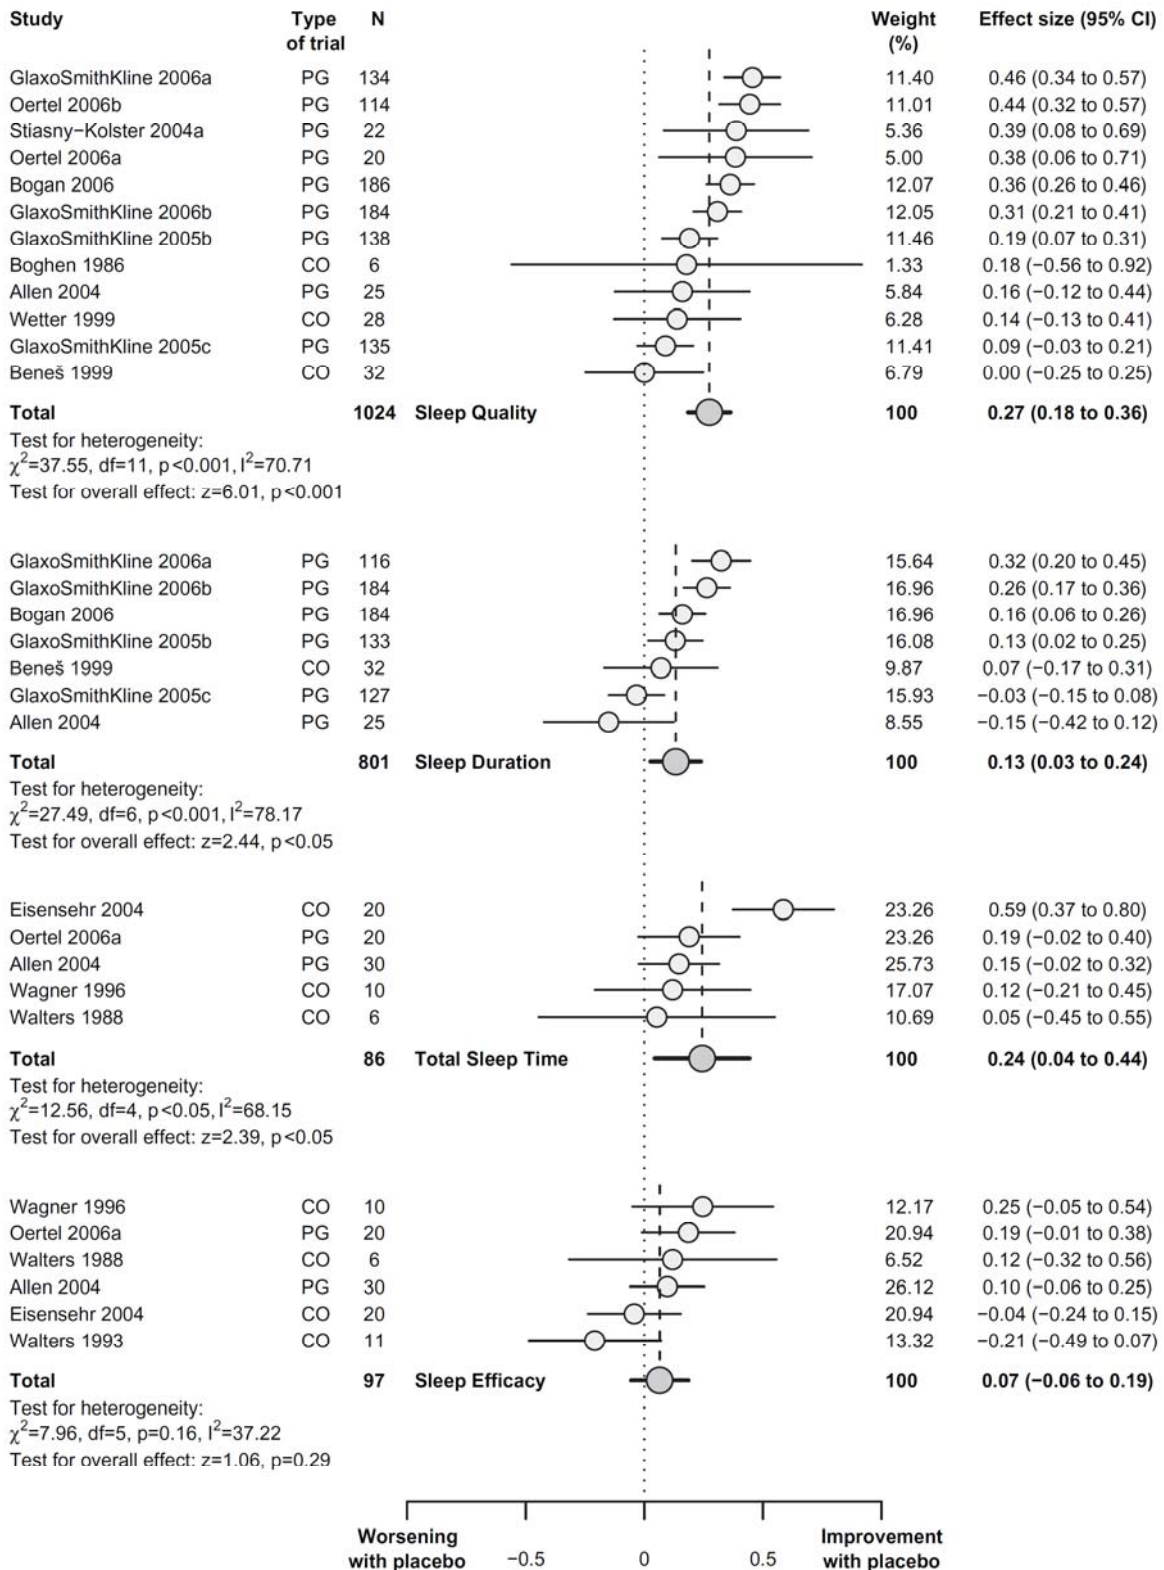 Study Type of trial N Weight (%) Effect size (95% CI)
GlaxoSmithKline 2006a PG 134 11.40 0.46 (0.34 to 0.57)
Oertel 2006b PG 114 11.01 0.44 (0.32 to 0.57)
Stiasny−Kolster 2004a PG 22 5.36 0.39 (0.08 to 0.69)
Oertel 2006a PG 20 5.00 0.38 (0.06 to 0.71)
Bogan 2006 PG 186 12.07 0.36 (0.26 to 0.46)
GlaxoSmithKline 2006b PG 184 12.05 0.31 (0.21 to 0.41)
GlaxoSmithKline 2005b PG 138 11.46 0.19 (0.07 to 0.31)
Boghen 1986 CO 6 1.33 0.18 (−0.56 to 0.92)
Allen 2004 PG 25 5.84 0.16 (−0.12 to 0.44)
Wetter 1999 CO 28 6.28 0.14 (−0.13 to 0.41)
GlaxoSmithKline 2005c PG 135 11.41 0.09 (−0.03 to 0.21)
Beneš 1999 CO 32 6.79 0.00 (−0.25 to 0.25)
Total 1024 Sleep Quality 100 0.27 (0.18 to 0.36)
Test for heterogeneity:
χ²=37.55, df=11, p<0.001, I²=70.71
Test for overall effect: z=6.01, p<0.001
GlaxoSmithKline 2006a PG 116 15.64 0.32 (0.20 to 0.45)
GlaxoSmithKline 2006b PG 184 16.96 0.26 (0.17 to 0.36)
Bogan 2006 PG 184 16.96 0.16 (0.06 to 0.26)
GlaxoSmithKline 2005b PG 133 16.08 0.13 (0.02 to 0.25)
Beneš 1999 CO 32 9.87 0.07 (−0.17 to 0.31)
GlaxoSmithKline 2005c PG 127 15.93 −0.03 (−0.15 to 0.08)
Allen 2004 PG 25 8.55 −0.15 (−0.42 to 0.12)
Total 801 Sleep Duration 100 0.13 (0.03 to 0.24)
Test for heterogeneity:
χ²=27.49, df=6, p<0.001, I²=78.17
Test for overall effect: z=2.44, p<0.05
Eisensehr 2004 CO 20 23.26 0.59 (0.37 to 0.80)
Oertel 2006a PG 20 23.26 0.19 (−0.02 to 0.40)
Allen 2004 PG 30 25.73 0.15 (−0.02 to 0.32)
Wagner 1996 CO 10 17.07 0.12 (−0.21 to 0.45)
Walters 1988 CO 6 10.69 0.05 (−0.45 to 0.55)
Total 86 Total Sleep Time 100 0.24 (0.04 to 0.44)
Test for heterogeneity:
χ²=12.56, df=4, p<0.05, I²=68.15
Test for overall effect: z=2.39, p<0.05
Wagner 1996 CO 10 12.17 0.25 (−0.05 to 0.54)
Oertel 2006a PG 20 20.94 0.19 (−0.01 to 0.38)
Walters 1988 CO 6 6.52 0.12 (−0.32 to 0.56)
Allen 2004 PG 30 26.12 0.10 (−0.06 to 0.25)
Eisensehr 2004 CO 20 20.94 −0.04 (−0.24 to 0.15)
Walters 1993 CO 11 13.32 −0.21 (−0.49 to 0.07)
Total 97 Sleep Efficacy 100 0.07 (−0.06 to 0.19)
Test for heterogeneity:
χ²=7.96, df=5, p=0.16, I²=37.22
Test for overall effect: z=1.06, p=0.29
Worsening with placebo −0.5 0 0.5 Improvement with placebo